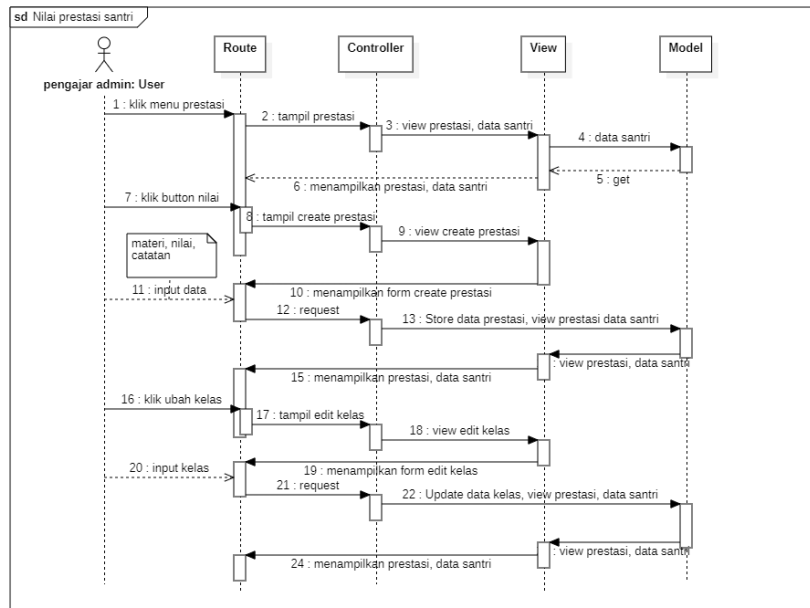 sd Nilai prestasi santri
pengajar admin: User
Route
Controller
View
Model
1 : klik menu prestasi
2 : tampil prestasi
3 : view prestasi, data santri
4 : data santri
5 : get
6 : menampilkan prestasi, data santri
7 : klik button nilai
8 : tampil create prestasi
9 : view create prestasi
materi, nilai,
catatan
10 : menampilkan form create prestasi
11 : input data
12 : request
13 : Store data prestasi, view prestasi data santri
: view prestasi, data santri
15 : menampilkan prestasi, data santri
16 : klik ubah kelas
17 : tampil edit kelas
18 : view edit kelas
19 : menampilkan form edit kelas
20 : input kelas
21 : request
22 : Update data kelas, view prestasi, data santri
: view prestasi, data santri
24 : menampilkan prestasi, data santri